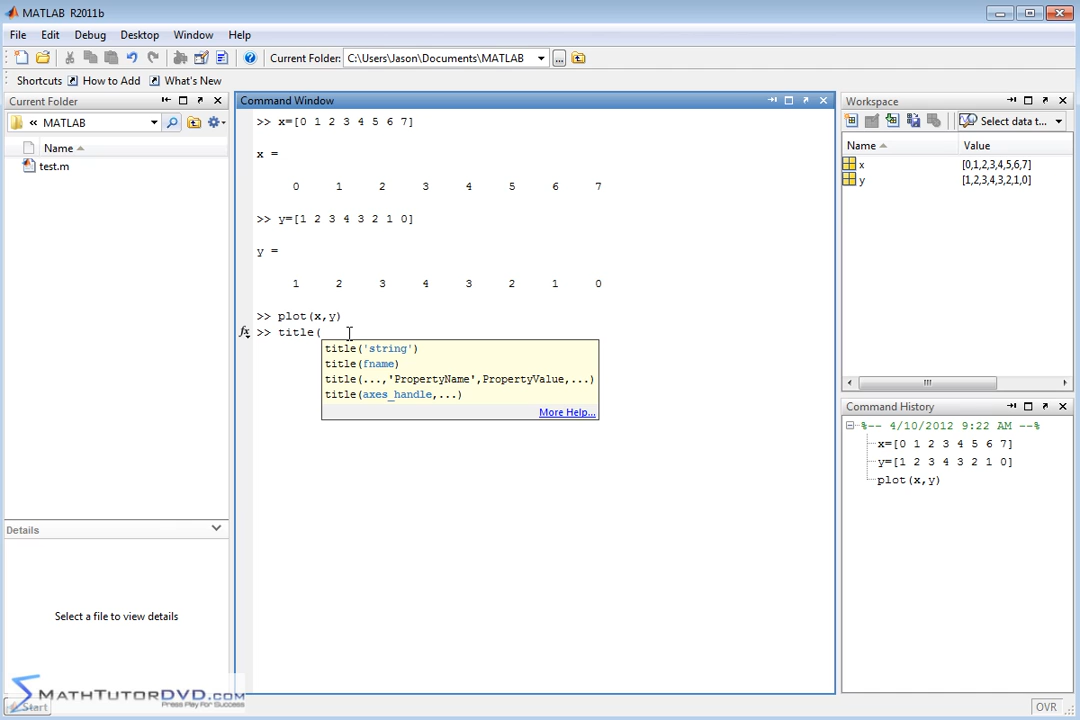 MATLAB R2011b
File Edit Debug Desktop Window Help
Current Folder: C:\Users\Jason\Documents\MATLAB ...
Shortcuts How to Add What's New
Current Folder
« MATLAB
Name
test.m
Details
Select a file to view details
MATHTUTORDVD.COM
Press Play For Success
Start
Command Window
>> x=[0 1 2 3 4 5 6 7]
x =
0 1 2 3 4 5 6 7
>> y=[1 2 3 4 3 2 1 0]
y =
1 2 3 4 3 2 1 0
>> plot(x,y)
fx >> title(
title('string')
title(fname)
title(...,'PropertyName',PropertyValue,...)
title(axes_handle,...)
More Help...
Workspace
Select data t...
Name Value
x [0,1,2,3,4,5,6,7]
y [1,2,3,4,3,2,1,0]
Command History
%-- 4/10/2012 9:22 AM --%
x=[0 1 2 3 4 5 6 7]
y=[1 2 3 4 3 2 1 0]
plot(x,y)
OVR